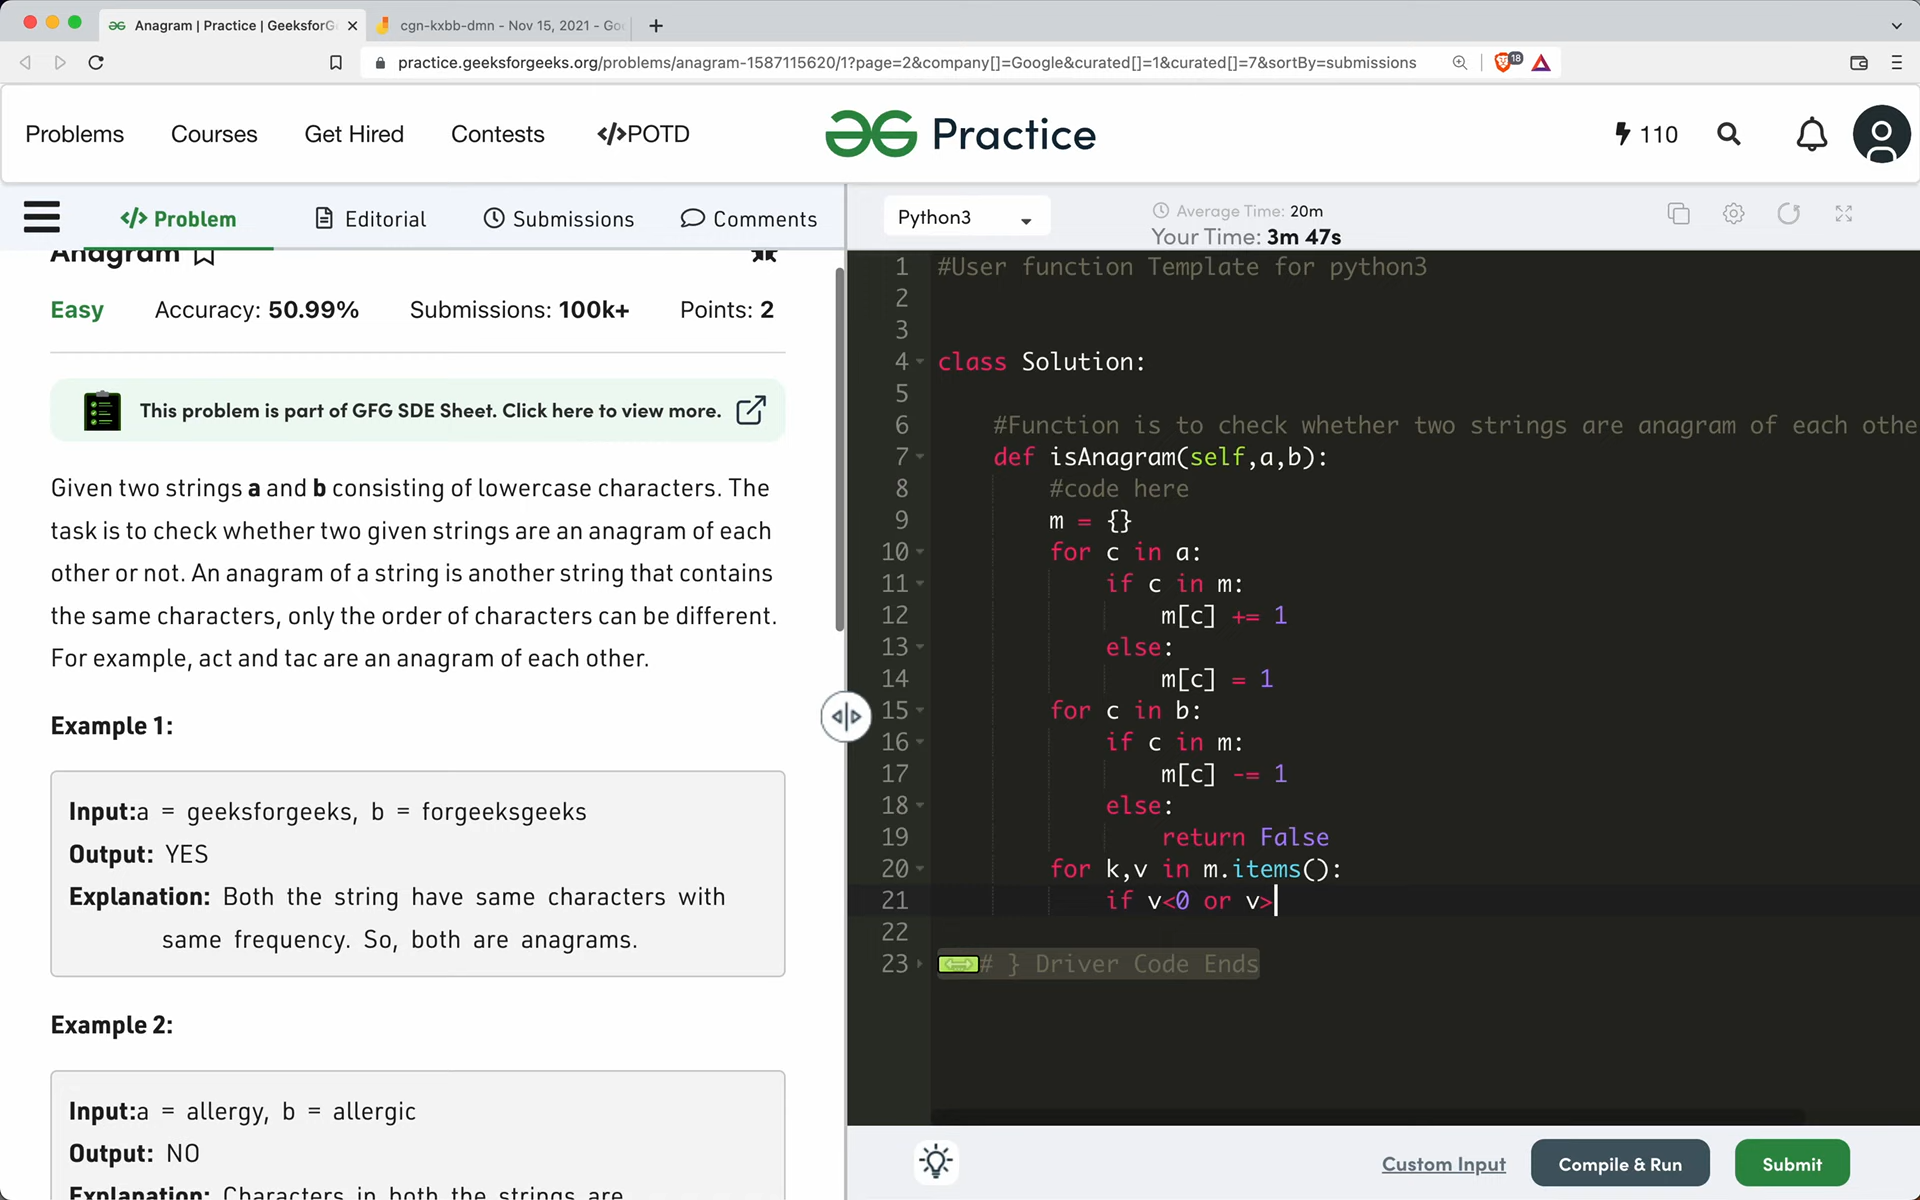 Anagram | Practice | GeeksforG
cgn-kxbb-dmn - Nov 15, 2021 - Go
practice.geeksforgeeks.org/problems/anagram-1587115620/1?page=2&company[]=Google&curated[]=1&curated[]=7&sortBy=submissions
18
Problems Courses Get Hired Contests </>POTD
Practice
110
</> Problem Editorial Submissions Comments
Anagram
Easy Accuracy: 50.99% Submissions: 100k+ Points: 2
This problem is part of GFG SDE Sheet. Click here to view more.
Given two strings a and b consisting of lowercase characters. The
task is to check whether two given strings are an anagram of each
other or not. An anagram of a string is another string that contains
the same characters, only the order of characters can be different.
For example, act and tac are an anagram of each other.
Example 1:
Input:a = geeksforgeeks, b = forgeeksgeeks
Output: YES
Explanation: Both the string have same characters with
same frequency. So, both are anagrams.
Example 2:
Input:a = allergy, b = allergic
Output: NO
Explanation: Characters in both the strings are
Python3
Average Time: 20m
Your Time: 3m 47s
1 #User function Template for python3
2
3
4 class Solution:
5
6 #Function is to check whether two strings are anagram of each othe
7 def isAnagram(self,a,b):
8 #code here
9 m = {}
10 for c in a:
11 if c in m:
12 m[c] += 1
13 else:
14 m[c] = 1
15 for c in b:
16 if c in m:
17 m[c] -= 1
18 else:
19 return False
20 for k,v in m.items():
21 if v<0 or v>
22
23 # } Driver Code Ends
Custom Input Compile & Run Submit